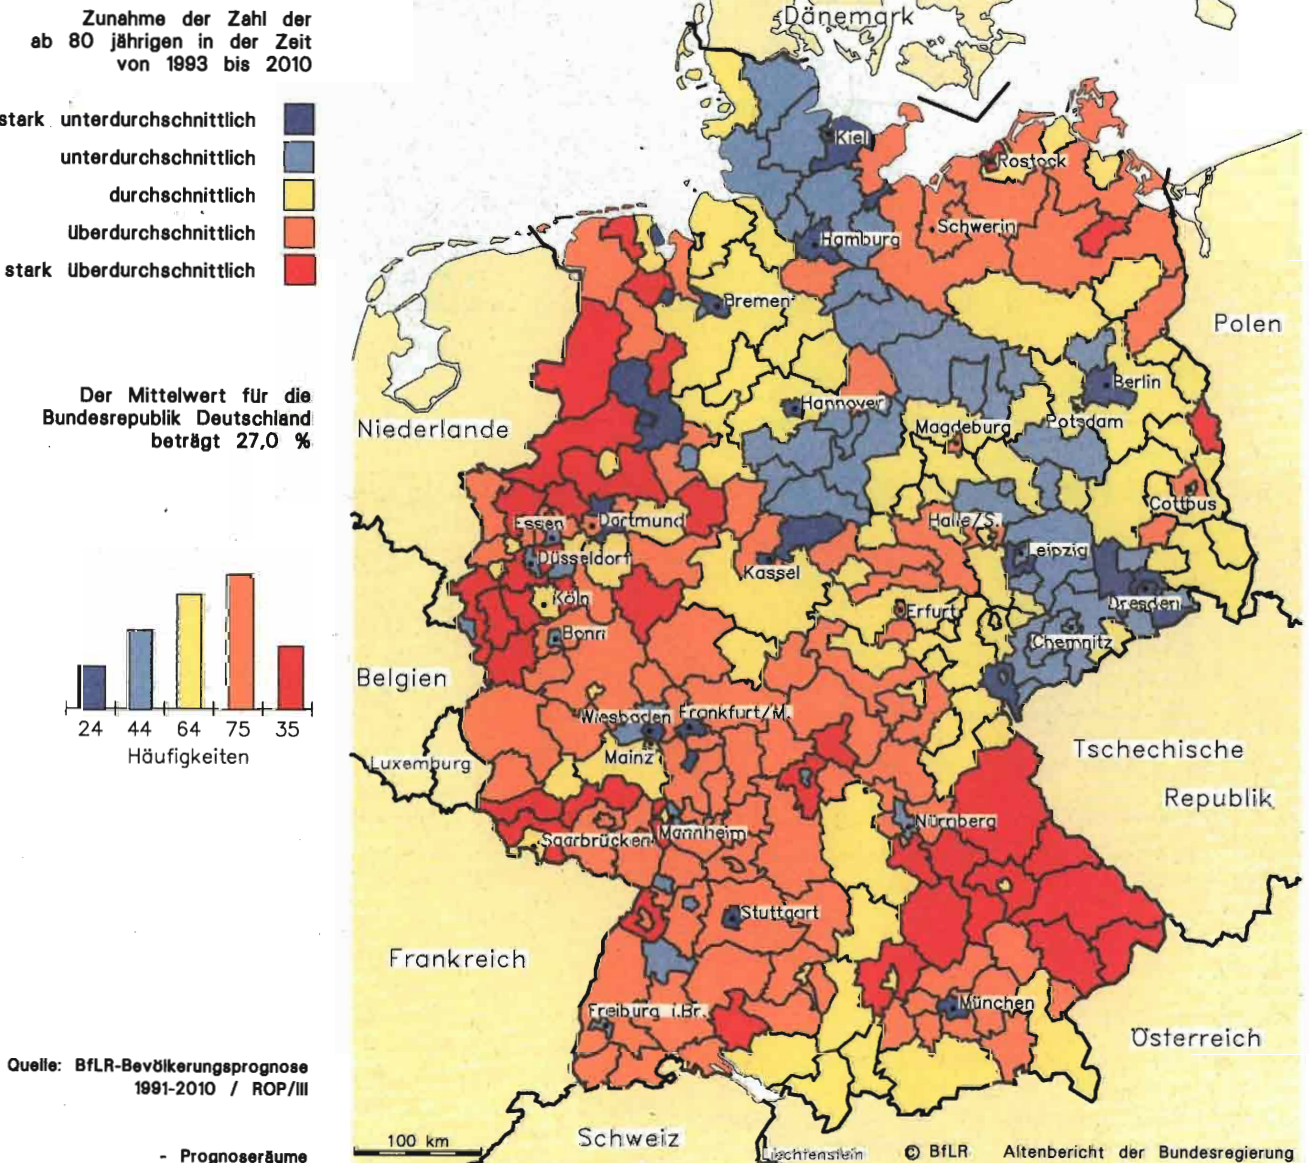 Zunahme der Zahl der
ab 80 jährigen in der Zeit
von 1993 bis 2010
stark unterdurchschnittlich
unterdurchschnittlich
durchschnittlich
überdurchschnittlich
stark überdurchschnittlich
Der Mittelwert für die
Bundesrepublik Deutschland
beträgt 27,0 %
24 44 64 75 35
Häufigkeiten
Quelle: BfLR-Bevölkerungsprognose
1991-2010 / ROP/III
- Prognoseräume
Dänemark
Kiel
Rostock
Schwerin
Hamburg
Bremen
Polen
Berlin
Hannover
Niederlande
Magdeburg
Potsdam
Cottbus
Essen
Dortmund
Halle/S.
Düsseldorf
Leipzig
Kassel
Köln
Erfurt
Dresden
Bonn
Chemnitz
Belgien
Wiesbaden
Frankfurt/M.
Luxemburg
Mainz
Tschechische
Republik
Saarbrücken
Mannheim
Nürnberg
Stuttgart
Frankreich
Freiburg i.Br.
München
Österreich
Schweiz
Liechtenstein
100 km
© BfLR Altenbericht der Bundesregierung